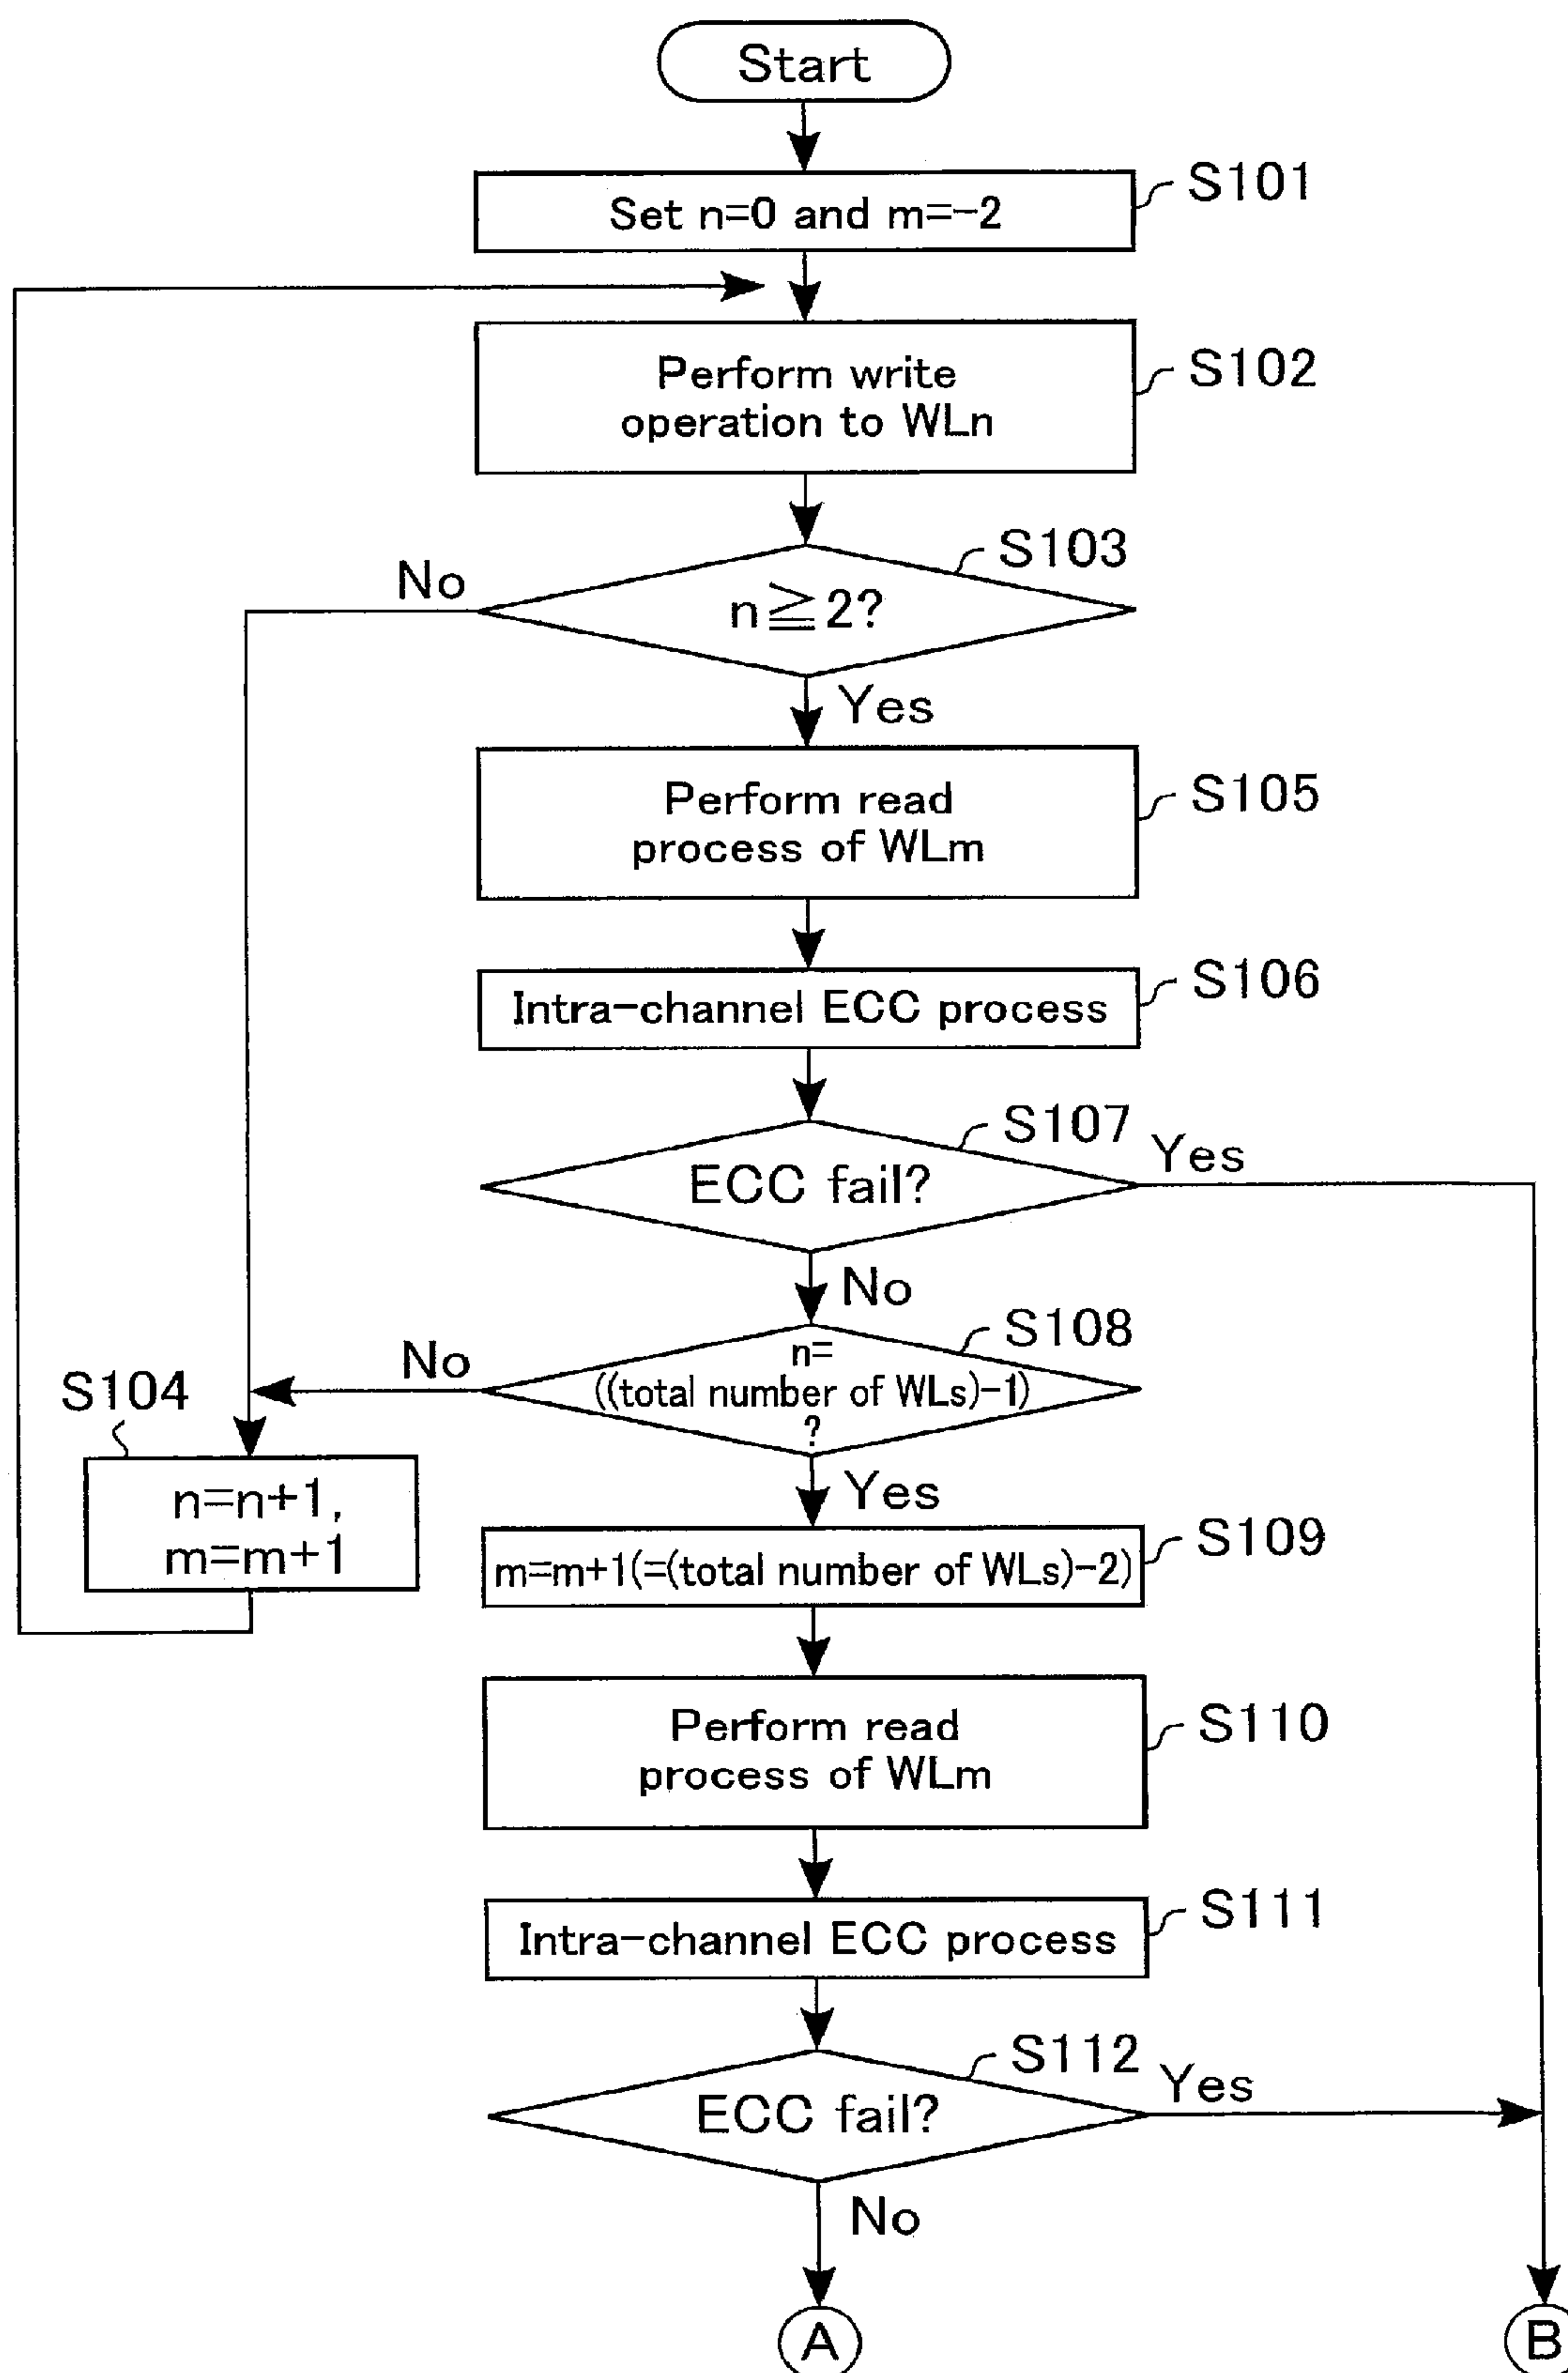 Start
S101
Set n=0 and m=-2
S102
Perform write
operation to WLn
S103
No
n≧2?
Yes
S105
Perform read
process of WLm
S106
Intra-channel ECC process
S107
Yes
ECC fail?
No
S108
No
n=
((total number of WLs)-1)
?
S104
n=n+1,
m=m+1
Yes
S109
m=m+1(=(total number of WLs)-2)
S110
Perform read
process of WLm
S111
Intra-channel ECC process
S112
Yes
ECC fail?
No
A
B